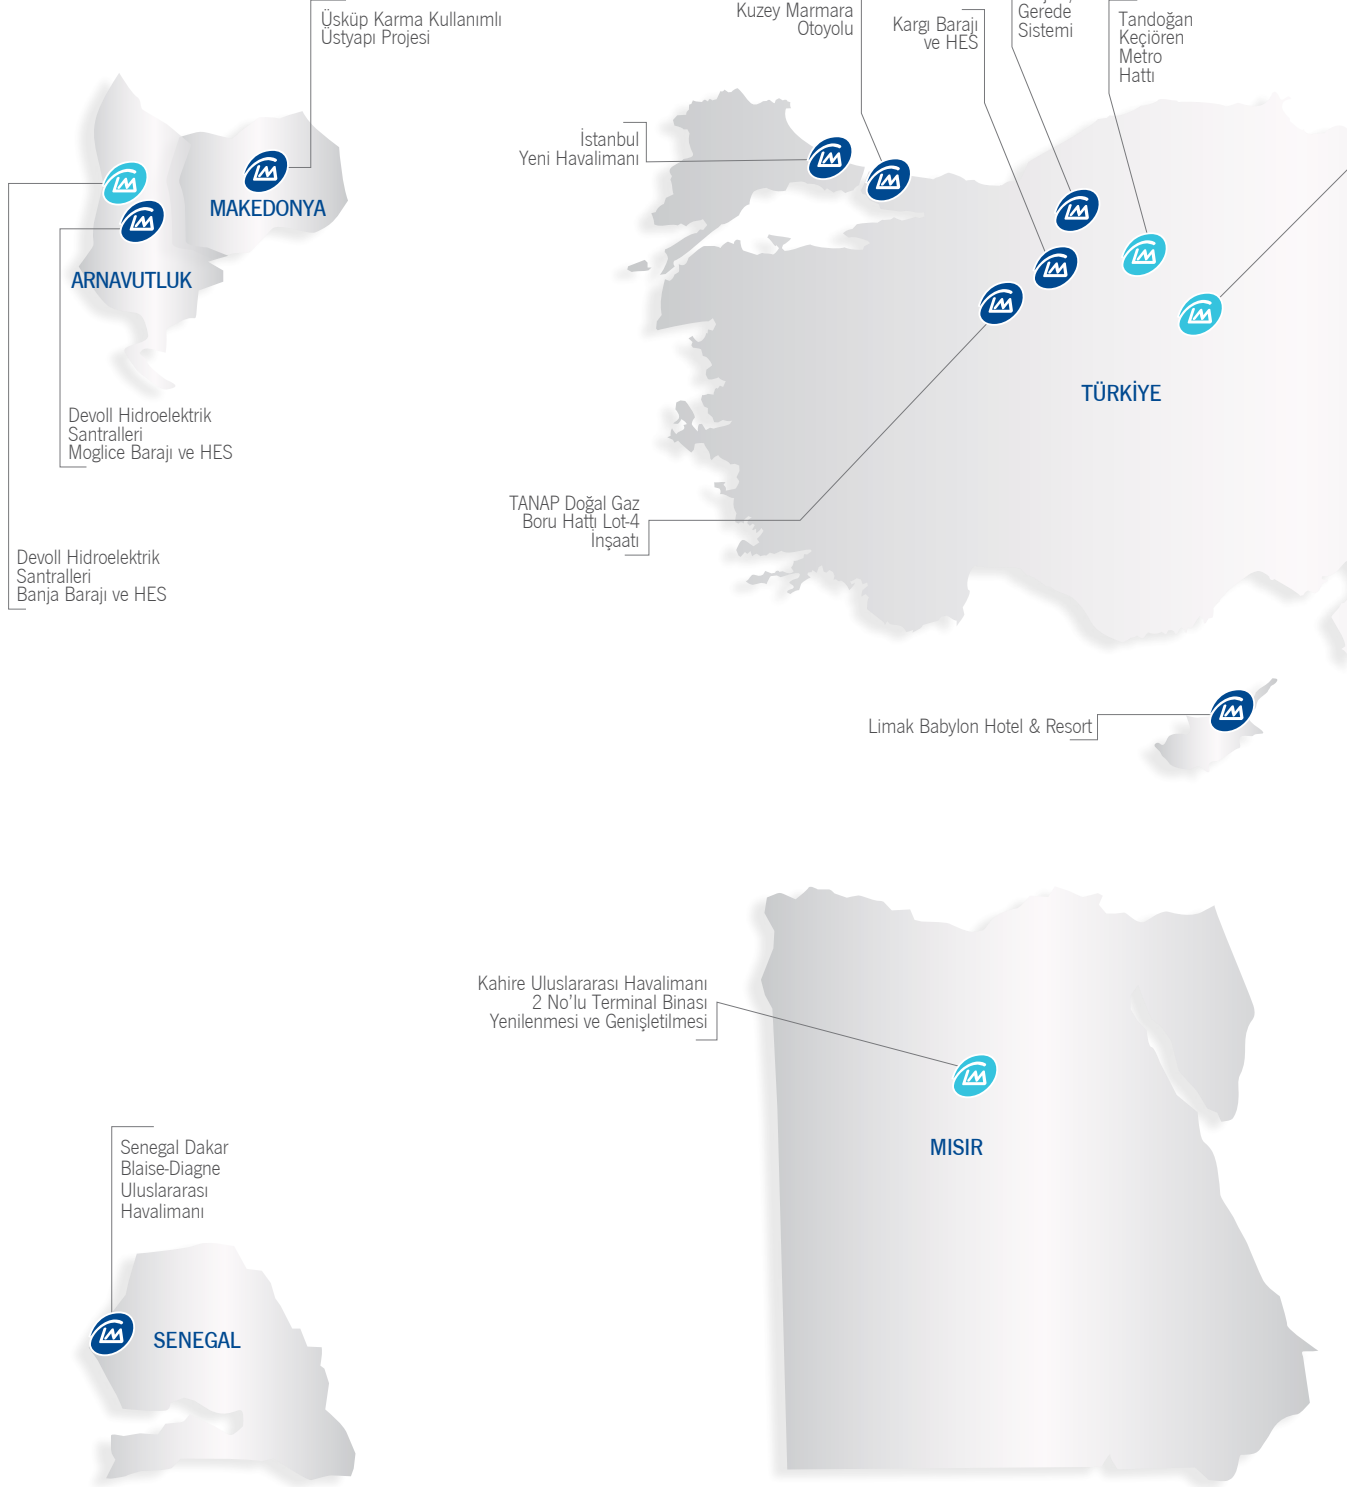 Üsküp Karma Kullanımlı
Üstyapı Projesi
Kuzey Marmara
Otoyolu
Kargı Barajı
ve HES
Gerede
Sistemi
Tandoğan
Keçiören
Metro
Hattı
İstanbul
Yeni Havalimanı
MAKEDONYA
ARNAVUTLUK
TÜRKİYE
Devoll Hidroelektrik
Santralleri
Moglice Barajı ve HES
TANAP Doğal Gaz
Boru Hattı Lot-4
İnşaatı
Devoll Hidroelektrik
Santralleri
Banja Barajı ve HES
Limak Babylon Hotel & Resort
Kahire Uluslararası Havalimanı
2 No’lu Terminal Binası
Yenilenmesi ve Genişletilmesi
MISIR
Senegal Dakar
Blaise-Diagne
Uluslararası
Havalimanı
SENEGAL